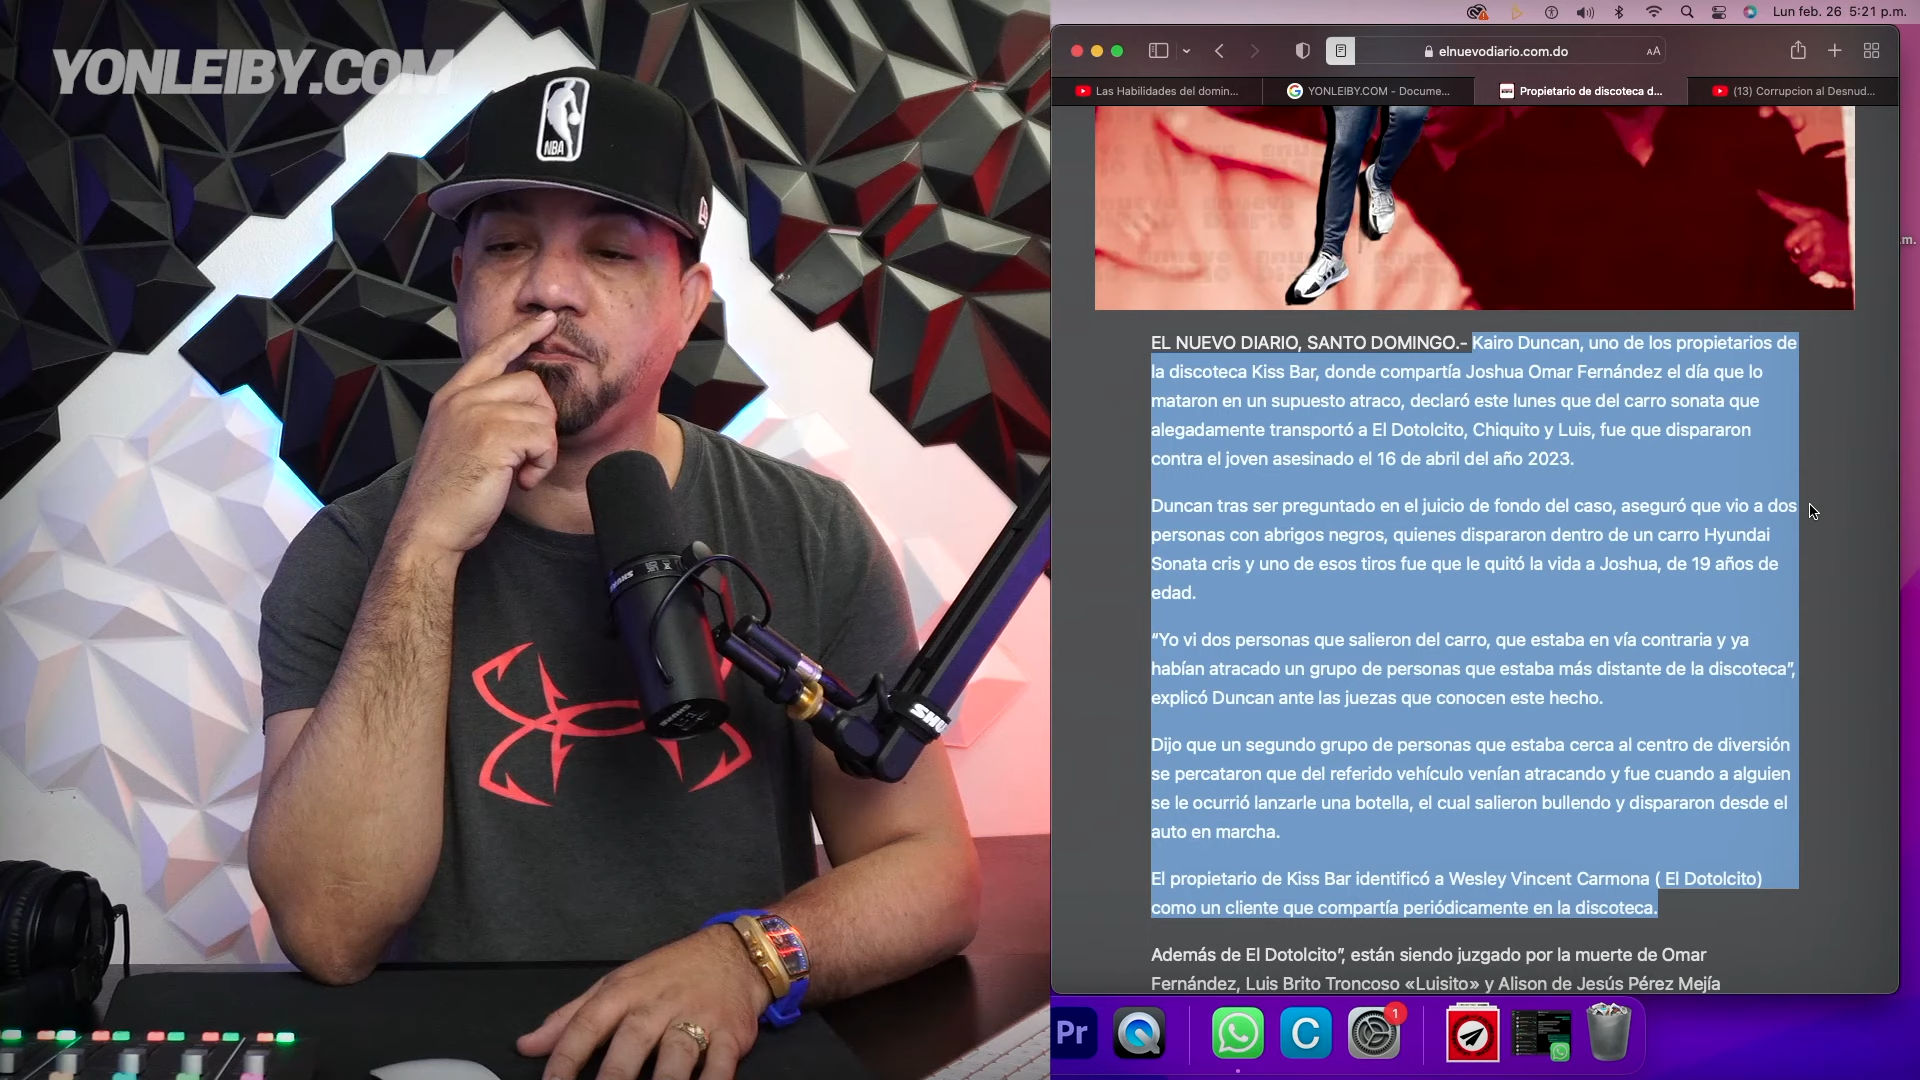 YONLEIBY.COM
NBA
SHURE
SHURE
SHU
Lun feb. 26 5:21 p.m.
elnuevodiario.com.do
AA
Las Habilidades del domin...
YONLEIBY.COM - Docume...
Propietario de discoteca d...
(13) Corrupcion al Desnud...
.m.
EL NUEVO DIARIO, SANTO DOMINGO.- Kairo Duncan, uno de los propietarios de
la discoteca Kiss Bar, donde compartía Joshua Omar Fernández el día que lo
mataron en un supuesto atraco, declaró este lunes que del carro sonata que
alegadamente transportó a El Dotolcito, Chiquito y Luis, fue que dispararon
contra el joven asesinado el 16 de abril del año 2023.
Duncan tras ser preguntado en el juicio de fondo del caso, aseguró que vio a dos
personas con abrigos negros, quienes dispararon dentro de un carro Hyundai
Sonata cris y uno de esos tiros fue que le quitó la vida a Joshua, de 19 años de
edad.
“Yo vi dos personas que salieron del carro, que estaba en vía contraria y ya
habían atracado un grupo de personas que estaba más distante de la discoteca”,
explicó Duncan ante las juezas que conocen este hecho.
Dijo que un segundo grupo de personas que estaba cerca al centro de diversión
se percataron que del referido vehículo venían atracando y fue cuando a alguien
se le ocurrió lanzarle una botella, el cual salieron bullendo y dispararon desde el
auto en marcha.
El propietario de Kiss Bar identificó a Wesley Vincent Carmona ( El Dotolcito)
como un cliente que compartía periódicamente en la discoteca.
Además de El Dotolcito”, están siendo juzgado por la muerte de Omar
Fernández, Luis Brito Troncoso «Luisito» y Alison de Jesús Pérez Mejía
Pr
C
1